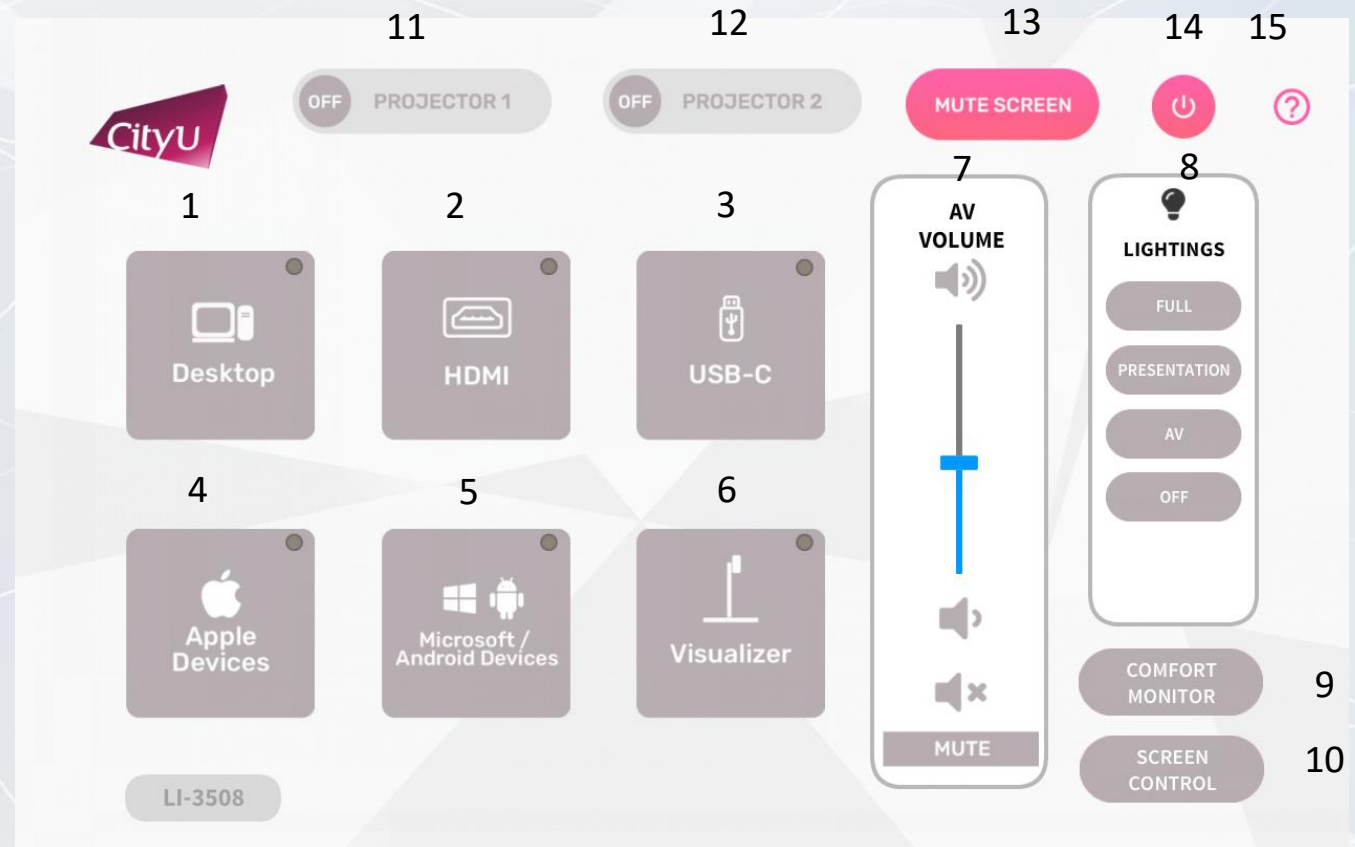 11
12
13
14
15
OFF PROJECTOR 1
OFF PROJECTOR 2
MUTE SCREEN
?
CityU
1
2
3
7
8
Desktop
HDMI
USB-C
AV
VOLUME
LIGHTINGS
FULL
PRESENTATION
AV
OFF
4
5
6
Apple
Devices
Microsoft /
Android Devices
Visualizer
MUTE
COMFORT
MONITOR
9
SCREEN
CONTROL
10
LI-3508